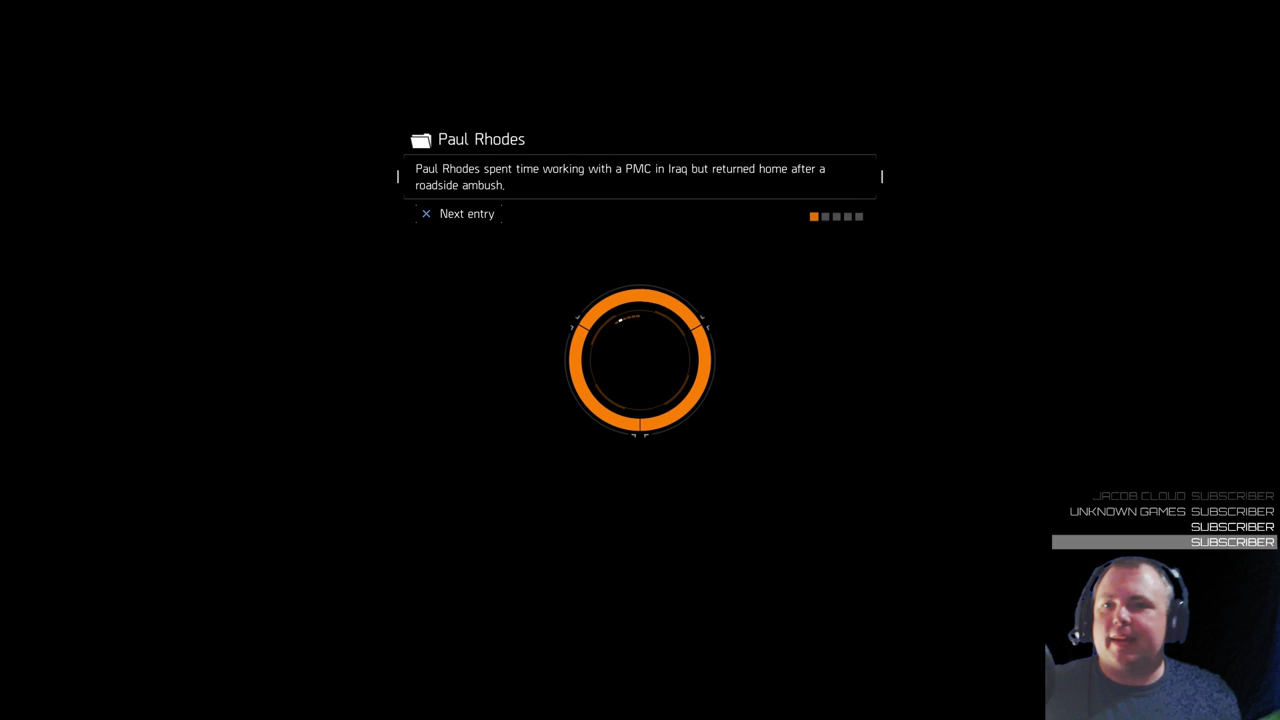 Paul Rhodes
Paul Rhodes spent time working with a PMC in Iraq but returned home after a
roadside ambush.
Next entry
JACOB CLOUD SUBSCRIBER
UNKNOWN GAMES SUBSCRIBER
SUBSCRIBER
SUBSCRIBER